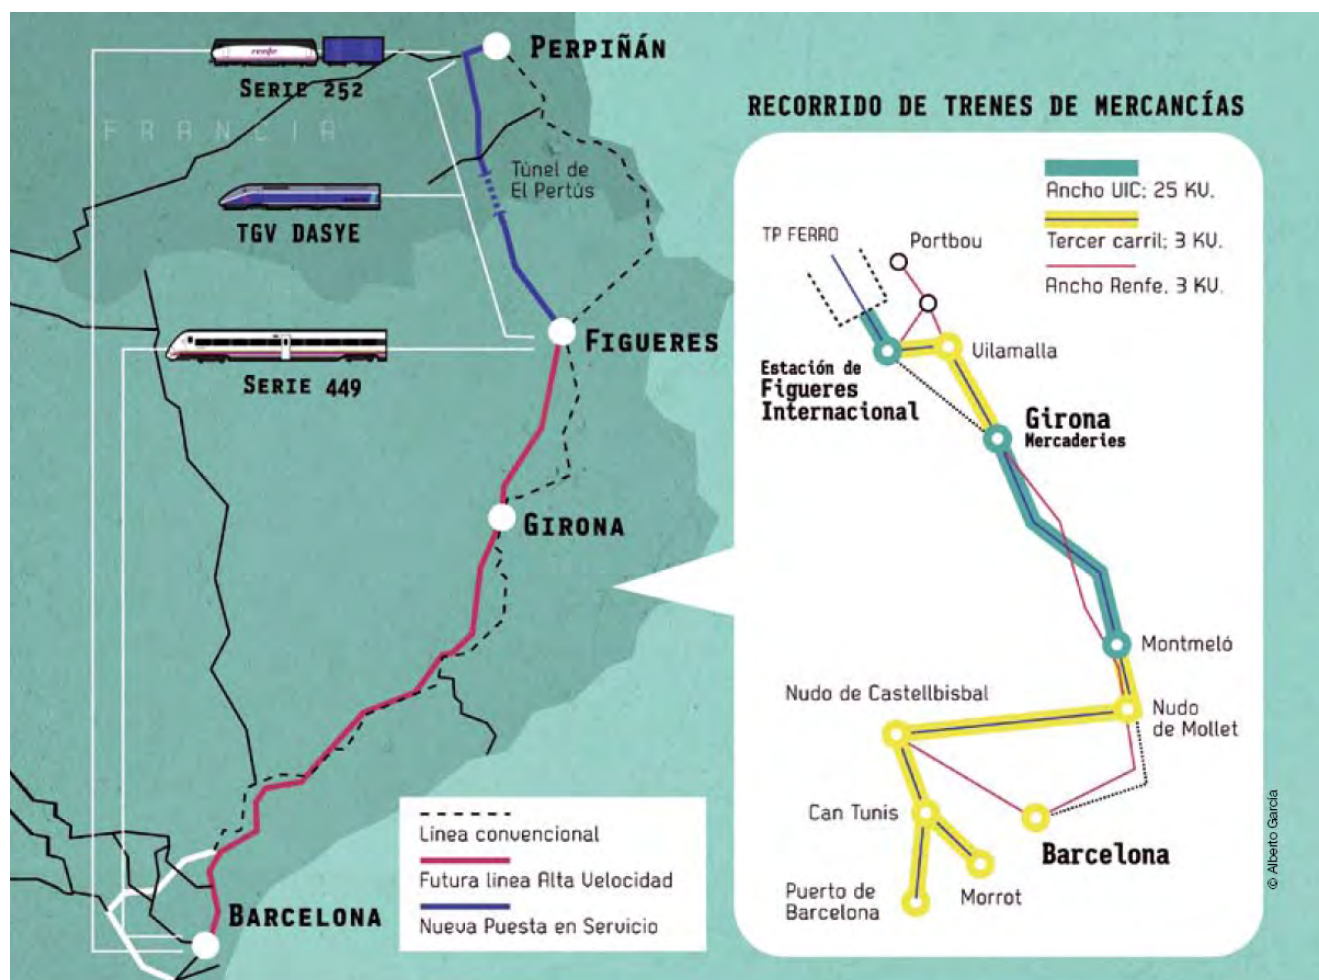 PERPIÑÁN
renfe
SERIE 252
FRANCIA
Túnel de
El Pertús
TGV DASYE
FIGUERES
SERIE 449
GIRONA
BARCELONA
Línea convencional
Futura línea Alta Velocidad
Nueva Puesta en Servicio
RECORRIDO DE TRENES DE MERCANCÍAS
Ancho UIC; 25 KV.
Tercer carril; 3 KV.
Ancho Renfe, 3 KV.
TP FERRO
Portbou
Vilamalla
Estación de
Figueres
Internacional
Girona
Mercaderies
Montmeló
Nudo de Castellbisbal
Nudo
de Mollet
Can Tunis
Barcelona
Puerto de
Barcelona
Morrot
© Alberto García